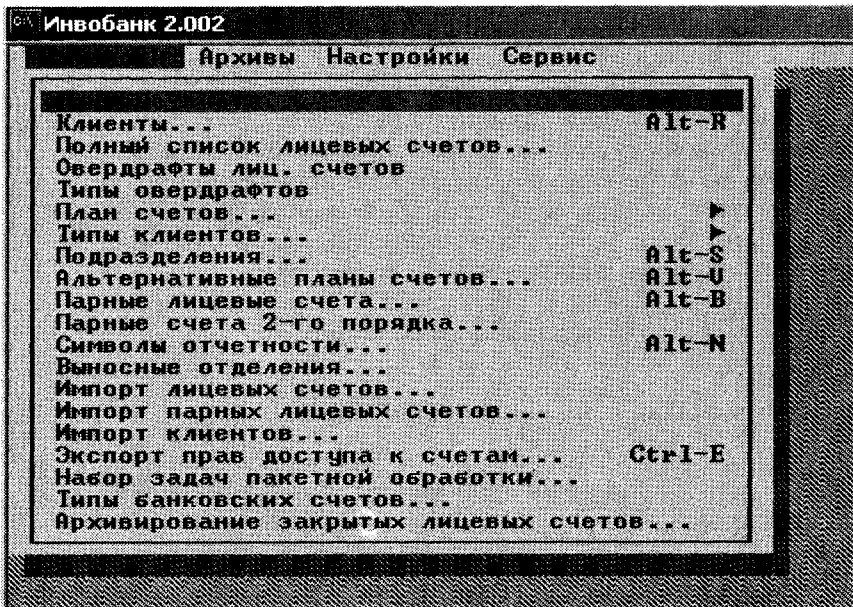 Инвобанк 2.002
Архивы Настройки Сервис
Клиенты... Alt-R
Полный список лицевых счетов...
Овердрафты лиц. счетов
Типы овердрафтов
План счетов... ►
Типы клиентов... ►
Подразделения... Alt-S
Альтернативные планы счетов... Alt-U
Парные лицевые счета... Alt-B
Парные счета 2-го порядка...
Символы отчетности... Alt-N
Выносные отделения...
Импорт лицевых счетов...
Импорт парных лицевых счетов...
Импорт клиентов...
Экспорт прав доступа к счетам... Ctrl-E
Набор задач пакетной обработки...
Типы банковских счетов...
Архивирование закрытых лицевых счетов...